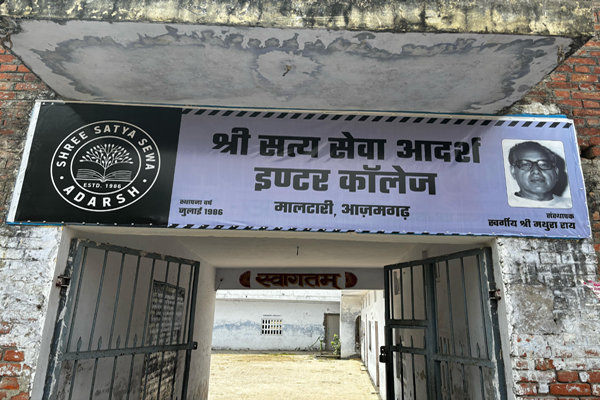 SHREE SATYA SEWA
ESTD. 1986
ADARSH
श्री सत्य सेवा आदर्श
इण्टर कॉलेज
स्थापना वर्ष
जुलाई 1986
मालटारी, आज़मगढ़
संस्थापक
स्वर्गीय श्री मथुरा राय
स्वागतम्